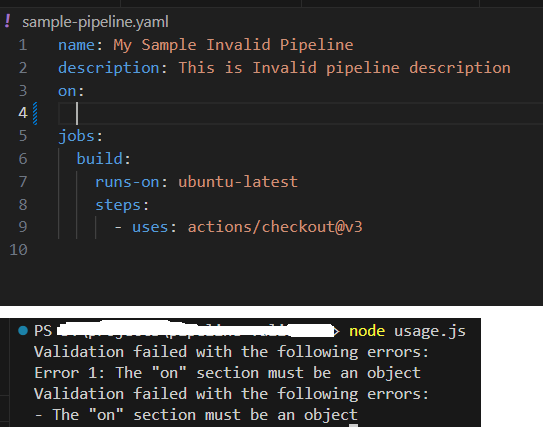 ! sample-pipeline.yaml
1 name: My Sample Invalid Pipeline
2 description: This is Invalid pipeline description
3 on:
4
5 jobs:
6 build:
7 runs-on: ubuntu-latest
8 steps:
9 - uses: actions/checkout@v3
10
PS > node usage.js
Validation failed with the following errors:
Error 1: The "on" section must be an object
Validation failed with the following errors:
- The "on" section must be an object